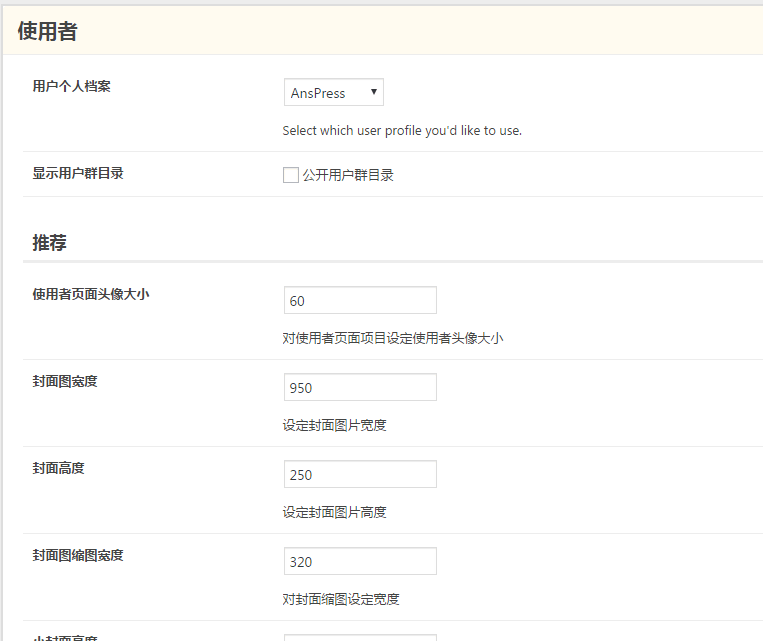 使用者
用户个人档案
AnsPress
Select which user profile you'd like to use.
显示用户群目录
公开用户群目录
推荐
使用者页面头像大小
60
对使用者页面项目设定使用者头像大小
封面图宽度
950
设定封面图片宽度
封面高度
250
设定封面图片高度
封面图缩图宽度
320
对封面缩图设定宽度
小封面高度